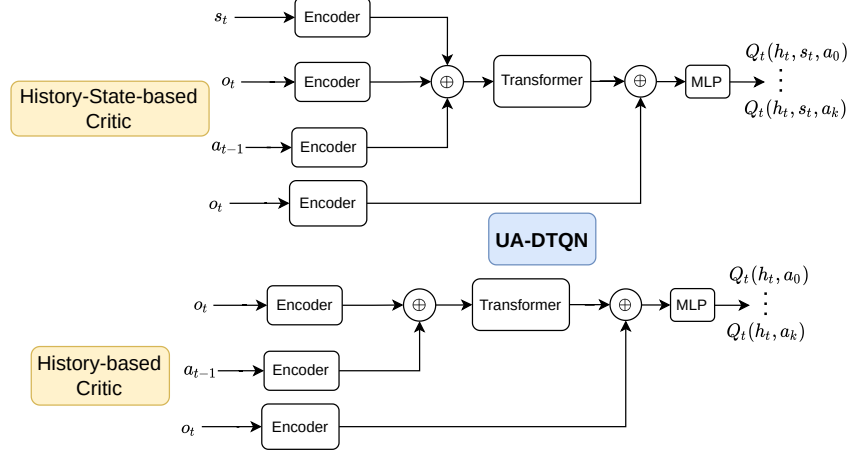 s_t
Encoder
o_t
Encoder
⊕
Transformer
⊕
MLP
Q_t(h_t, s_t, a_0)
⋮
Q_t(h_t, s_t, a_k)
History-State-based
Critic
a_{t-1}
Encoder
o_t
Encoder
UA-DTQN
o_t
Encoder
⊕
Transformer
⊕
MLP
Q_t(h_t, a_0)
⋮
Q_t(h_t, a_k)
History-based
Critic
a_{t-1}
Encoder
o_t
Encoder